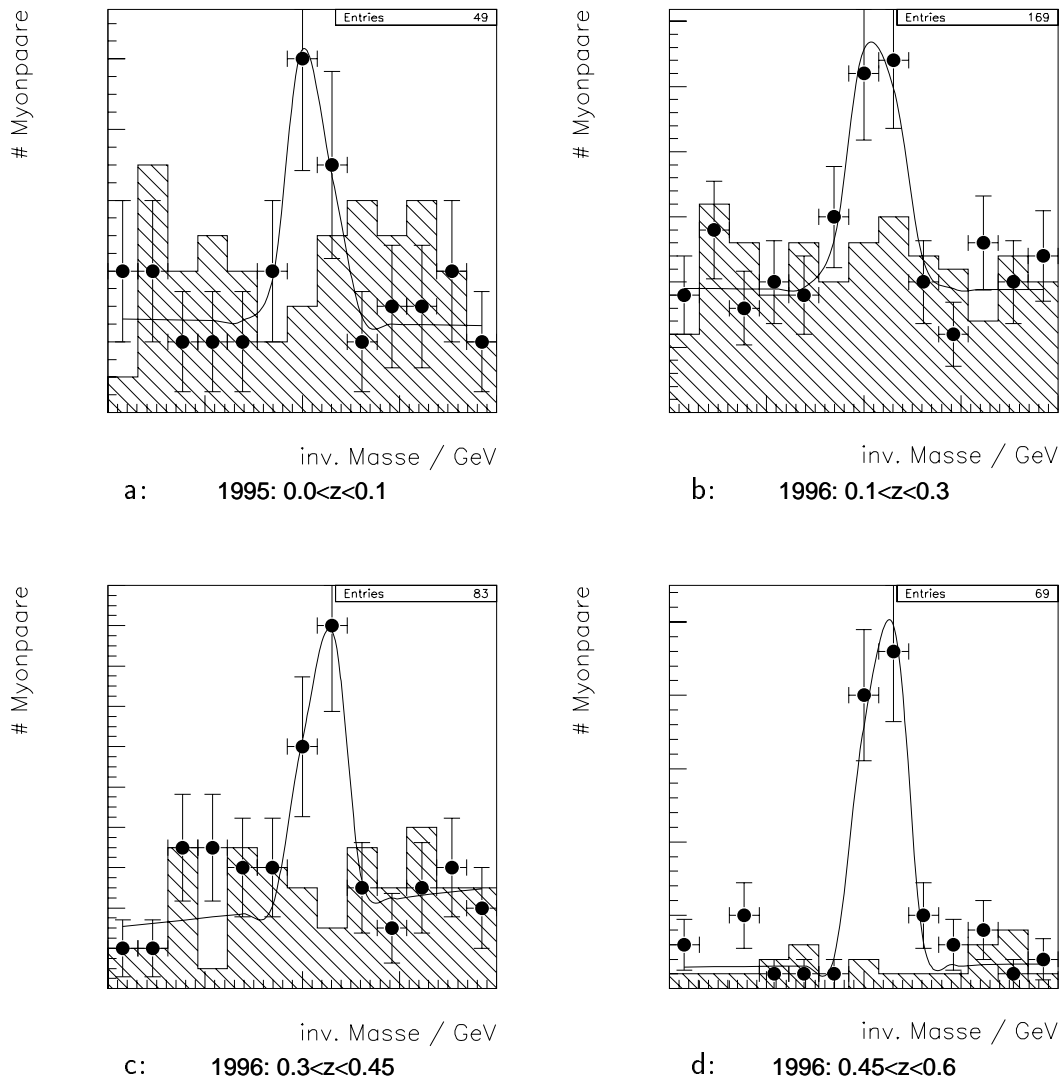 Entries 49
# Myonpaare
inv. Masse / GeV
a: 1995: 0.0<z<0.1
Entries 169
# Myonpaare
inv. Masse / GeV
b: 1996: 0.1<z<0.3
Entries 83
# Myonpaare
inv. Masse / GeV
c: 1996: 0.3<z<0.45
Entries 69
# Myonpaare
inv. Masse / GeV
d: 1996: 0.45<z<0.6